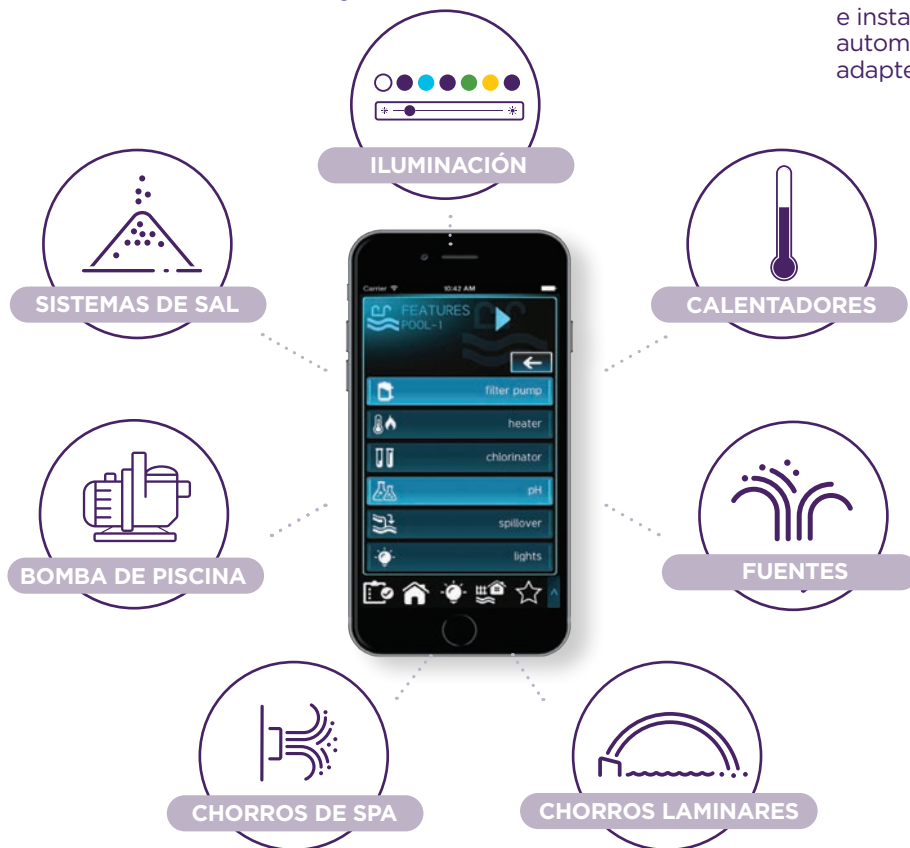 e insta
autom
adapte
ILUMINACIÓN
SISTEMAS DE SAL
CALENTADORES
Carrier
10:42 AM
FEATURES
POOL-1
filter pump
heater
chlorinator
pH
spillover
lights
BOMBA DE PISCINA
FUENTES
CHORROS DE SPA
CHORROS LAMINARES